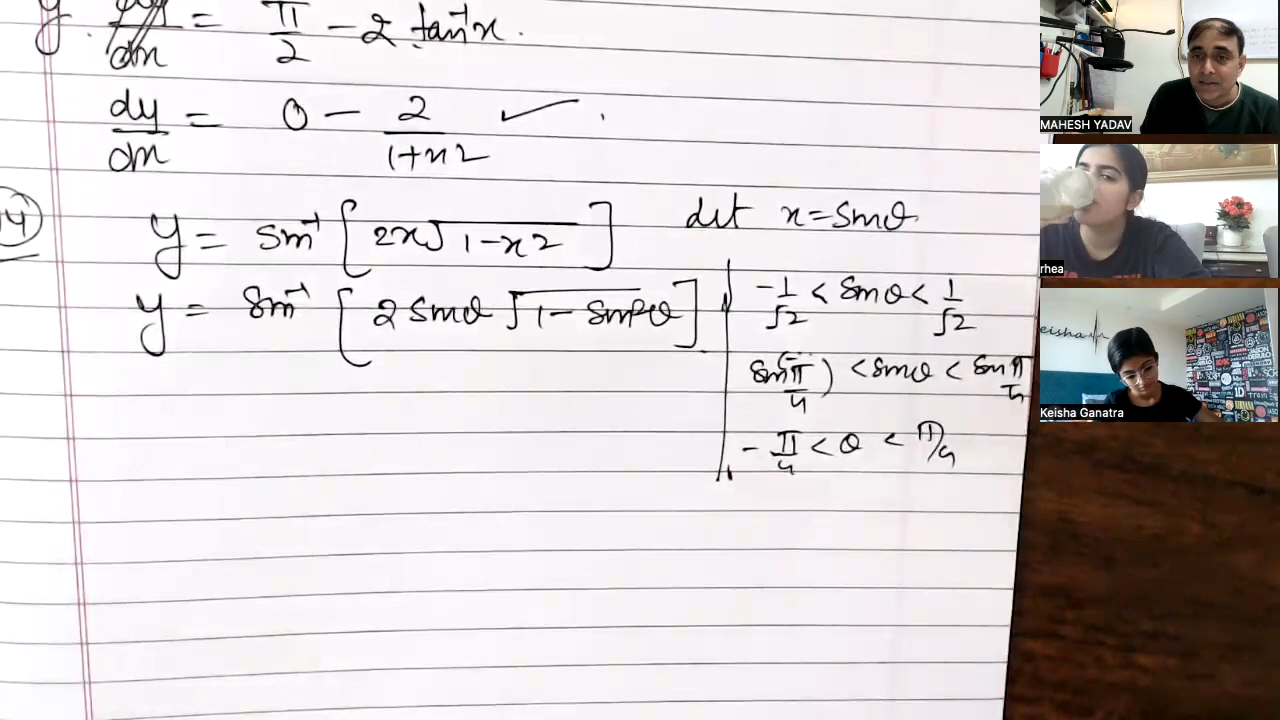 y. dy/dx = π/2 - 2 tan⁻¹x.
dy/dx = 0 - 2/(1+x2) ✓ .
14
y = sin⁻¹ [ 2x√(1-x2) ] Let x = sinθ
y = sin⁻¹ [ 2 sinθ √(1 - sin²θ) ]
-1/√2 < sinθ < 1/√2
sin(-π/4) < sinθ < sin π/4
-π/4 < θ < π/4
MAHESH YADAV
rhea
eisha
Keisha Ganatra